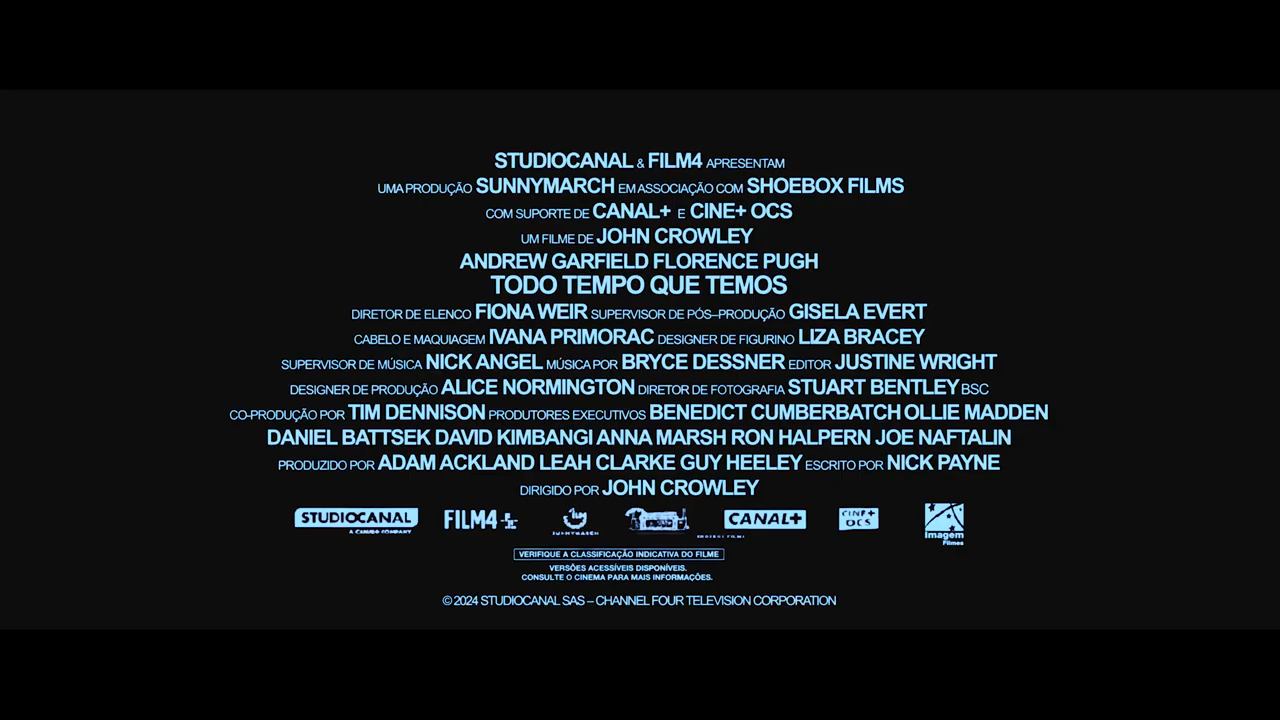 STUDIOCANAL & FILM4 APRESENTAM
UMA PRODUÇÃO SUNNYMARCH EM ASSOCIAÇÃO COM SHOEBOX FILMS
COM SUPORTE DE CANAL+ E CINE+ OCS
UM FILME DE JOHN CROWLEY
ANDREW GARFIELD FLORENCE PUGH
TODO TEMPO QUE TEMOS
DIRETOR DE ELENCO FIONA WEIR SUPERVISOR DE PÓS–PRODUÇÃO GISELA EVERT
CABELO E MAQUIAGEM IVANA PRIMORAC DESIGNER DE FIGURINO LIZA BRACEY
SUPERVISOR DE MÚSICA NICK ANGEL MÚSICA POR BRYCE DESSNER EDITOR JUSTINE WRIGHT
DESIGNER DE PRODUÇÃO ALICE NORMINGTON DIRETOR DE FOTOGRAFIA STUART BENTLEY BSC
CO-PRODUÇÃO POR TIM DENNISON PRODUTORES EXECUTIVOS BENEDICT CUMBERBATCH OLLIE MADDEN
DANIEL BATTSEK DAVID KIMBANGI ANNA MARSH RON HALPERN JOE NAFTALIN
PRODUZIDO POR ADAM ACKLAND LEAH CLARKE GUY HEELEY ESCRITO POR NICK PAYNE
DIRIGIDO POR JOHN CROWLEY
STUDIOCANAL FILM4 CANAL+ CINE+ OCS Imagem Filmes
A CANAL+ COMPANY
VERIFIQUE A CLASSIFICAÇÃO INDICATIVA DO FILME
VERSÕES ACESSÍVEIS DISPONÍVEIS.
CONSULTE O CINEMA PARA MAIS INFORMAÇÕES.
© 2024 STUDIOCANAL SAS – CHANNEL FOUR TELEVISION CORPORATION